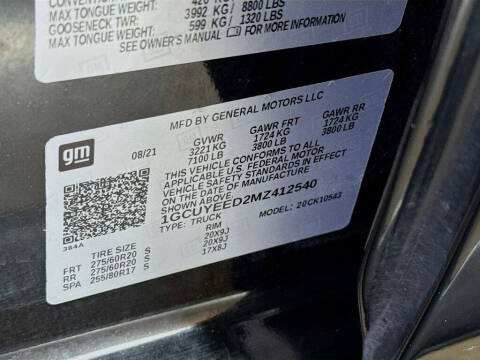 CONVENTIONAL
MAX TONGUE WEIGHT: 3992 KG / 8800 LBS
GOOSENECK TWR: 599 KG / 1320 LBS
MAX TONGUE WEIGHT:
SEE OWNER'S MANUAL
gm
MFD BY GENERAL MOTORS LLC
08/21
GVWR GAWR FRT GAWR RR
3221 KG 1724 KG 1724 KG
7100 LB 3800 LB 3800 LB
THIS VEHICLE CONFORMS TO ALL
APPLICABLE U.S. FEDERAL MOTOR
VEHICLE SAFETY STANDARDS IN EFFECT
ON THE DATE OF MANUFACTURE
SHOWN ABOVE.
1GCUYEED2MZ412540
TYPE: TRUCK MODEL: 20CK10543
384A
TIRE SIZE RIM
FRT 275/60R20 S 20X9J
RR 275/60R20 S 20X9J
SPA 255/80R17 S 17X8J